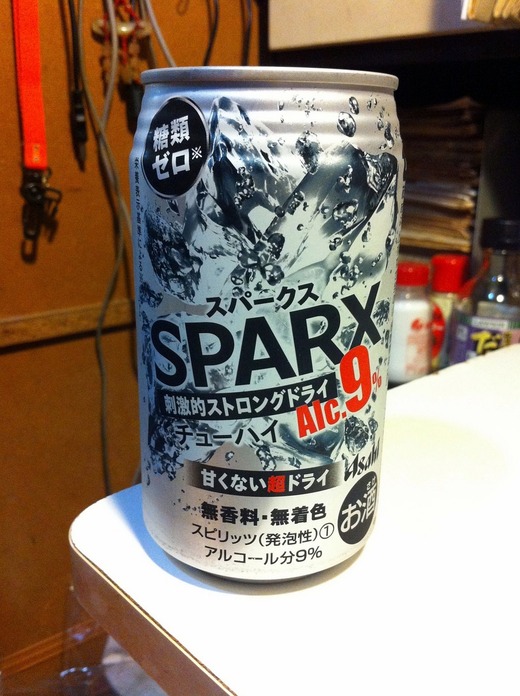 糖類
ゼロ※
スパークス
SPARX
刺激的ストロングドライ
Alc.9%
チューハイ
Asahi
甘くない超ドライ
無香料・無着色
お酒
スピリッツ(発泡性)①
アルコール分9%